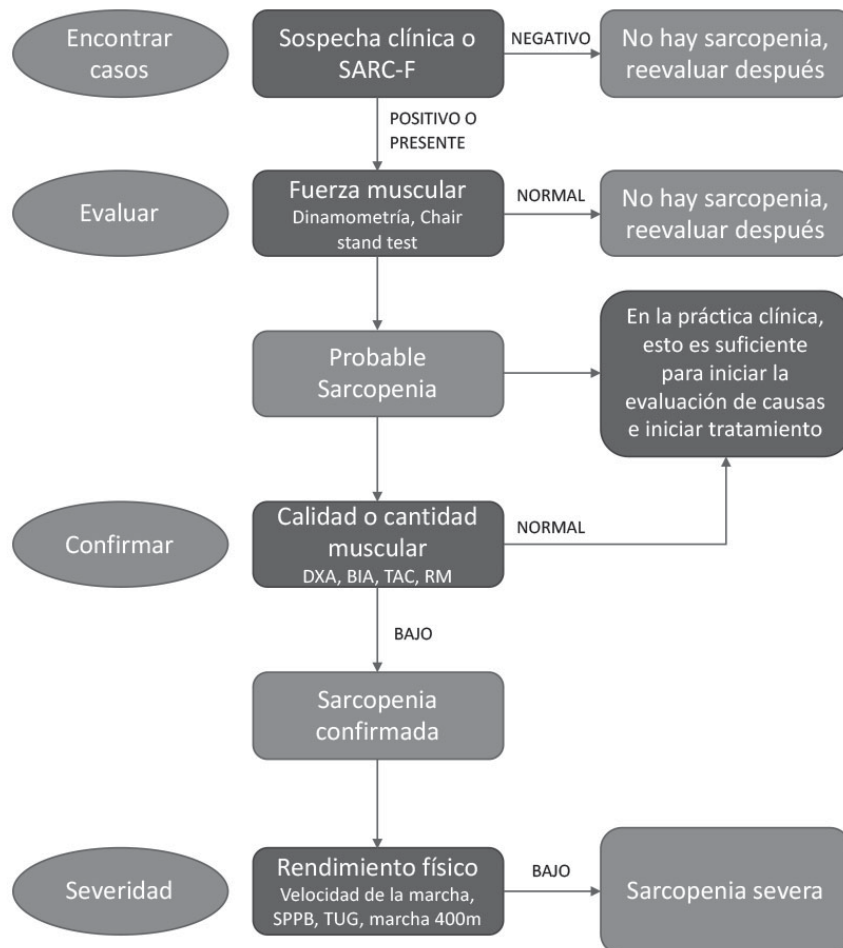 Encontrar
casos
Sospecha clínica o
SARC-F
NEGATIVO
No hay sarcopenia,
reevaluar después
POSITIVO O
PRESENTE
Evaluar
Fuerza muscular
Dinamometría, Chair
stand test
NORMAL
No hay sarcopenia,
reevaluar después
Probable
Sarcopenia
En la práctica clínica,
esto es suficiente
para iniciar la
evaluación de causas
e iniciar tratamiento
Confirmar
Calidad o cantidad
muscular
DXA, BIA, TAC, RM
NORMAL
BAJO
Sarcopenia
confirmada
Severidad
Rendimiento físico
Velocidad de la marcha,
SPPB, TUG, marcha 400m
BAJO
Sarcopenia severa